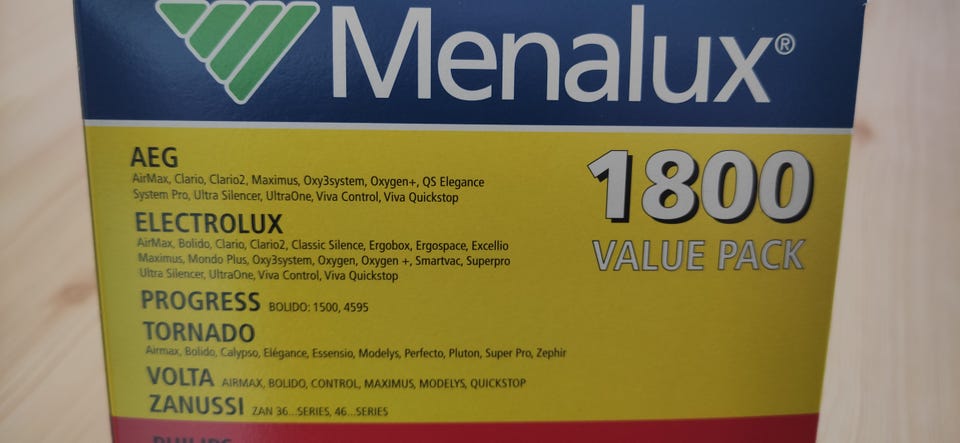 Menalux®
AEG
AirMax, Clario, Clario2, Maximus, Oxy3system, Oxygen+, QS Elegance
System Pro, Ultra Silencer, UltraOne, Viva Control, Viva Quickstop
1800
VALUE PACK
ELECTROLUX
AirMax, Bolido, Clario, Clario2, Classic Silence, Ergobox, Ergospace, Excellio
Maximus, Mondo Plus, Oxy3system, Oxygen, Oxygen +, Smartvac, Superpro
Ultra Silencer, UltraOne, Viva Control, Viva Quickstop
PROGRESS BOLIDO: 1500, 4595
TORNADO
Airmax, Bolido, Calypso, Elégance, Essensio, Modelys, Perfecto, Pluton, Super Pro, Zephir
VOLTA AIRMAX, BOLIDO, CONTROL, MAXIMUS, MODELYS, QUICKSTOP
ZANUSSI ZAN 36...SERIES, 46...SERIES
PHILIPS